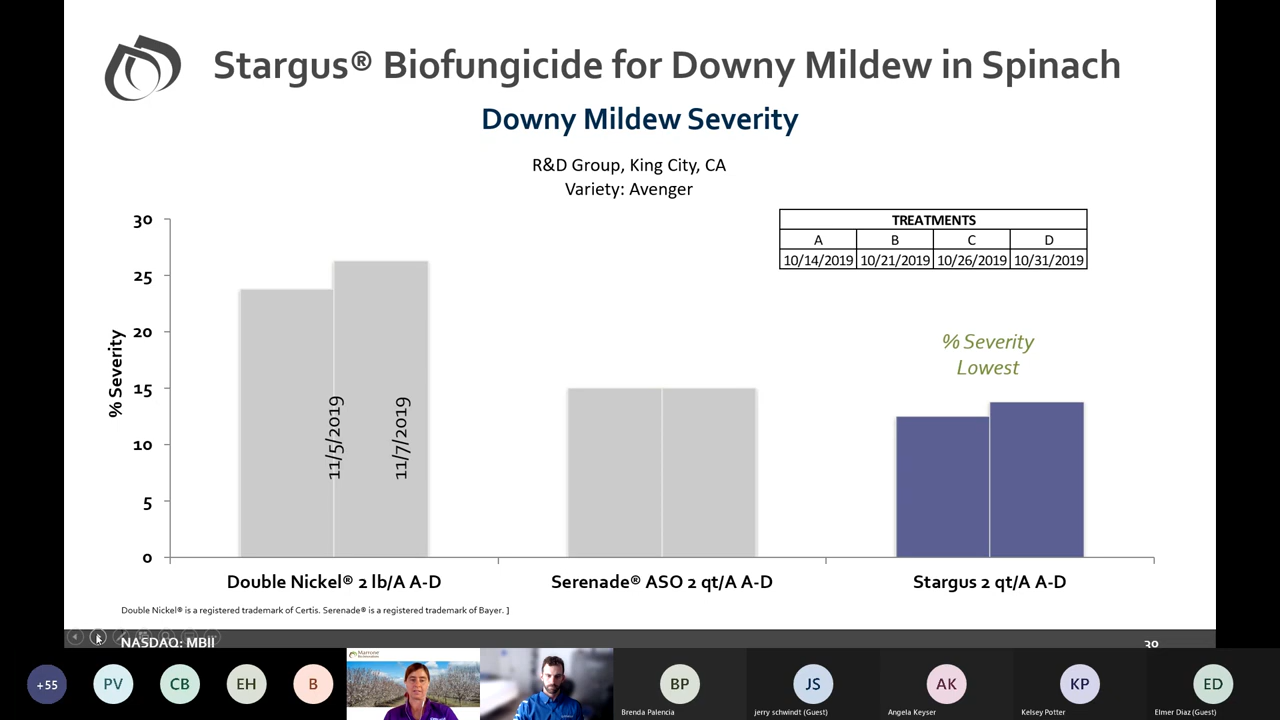 Stargus® Biofungicide for Downy Mildew in Spinach
Downy Mildew Severity
R&D Group, King City, CA
Variety: Avenger
TREATMENTS
A B C D
10/14/2019 10/21/2019 10/26/2019 10/31/2019
30
25
20
15
10
5
0
% Severity
11/5/2019
11/7/2019
% Severity
Lowest
Double Nickel® 2 lb/A A-D
Serenade® ASO 2 qt/A A-D
Stargus 2 qt/A A-D
Double Nickel® is a registered trademark of Certis. Serenade® is a registered trademark of Bayer. ]
NASDAQ: MBII
30
Marrone
+55
PV
CB
EH
B
BP
JS
AK
KP
ED
Brenda Palencia
jerry schwindt (Guest)
Angela Keyser
Kelsey Potter
Elmer Diaz (Guest)